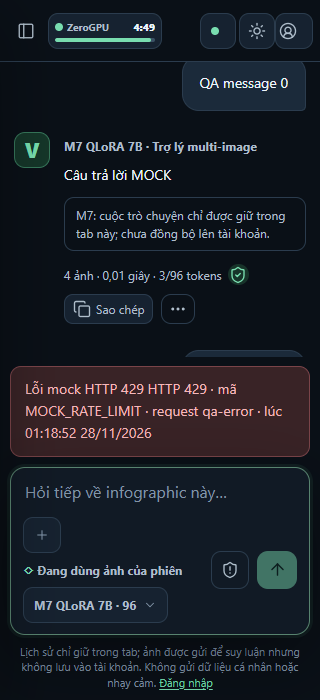 ZeroGPU 4:49
QA message 0
V
M7 QLoRA 7B · Trợ lý multi-image
Câu trả lời MOCK
M7: cuộc trò chuyện chỉ được giữ trong
tab này; chưa đồng bộ lên tài khoản.
4 ảnh · 0,01 giây · 3/96 tokens
Sao chép
Lỗi mock HTTP 429 HTTP 429 · mã
MOCK_RATE_LIMIT · request qa-error · lúc
01:18:52 28/11/2026
Hỏi tiếp về infographic này...
Đang dùng ảnh của phiên
M7 QLoRA 7B · 96
Lịch sử chỉ giữ trong tab; ảnh được gửi để suy luận nhưng
không lưu vào tài khoản. Không gửi dữ liệu cá nhân hoặc
nhạy cảm. Đăng nhập